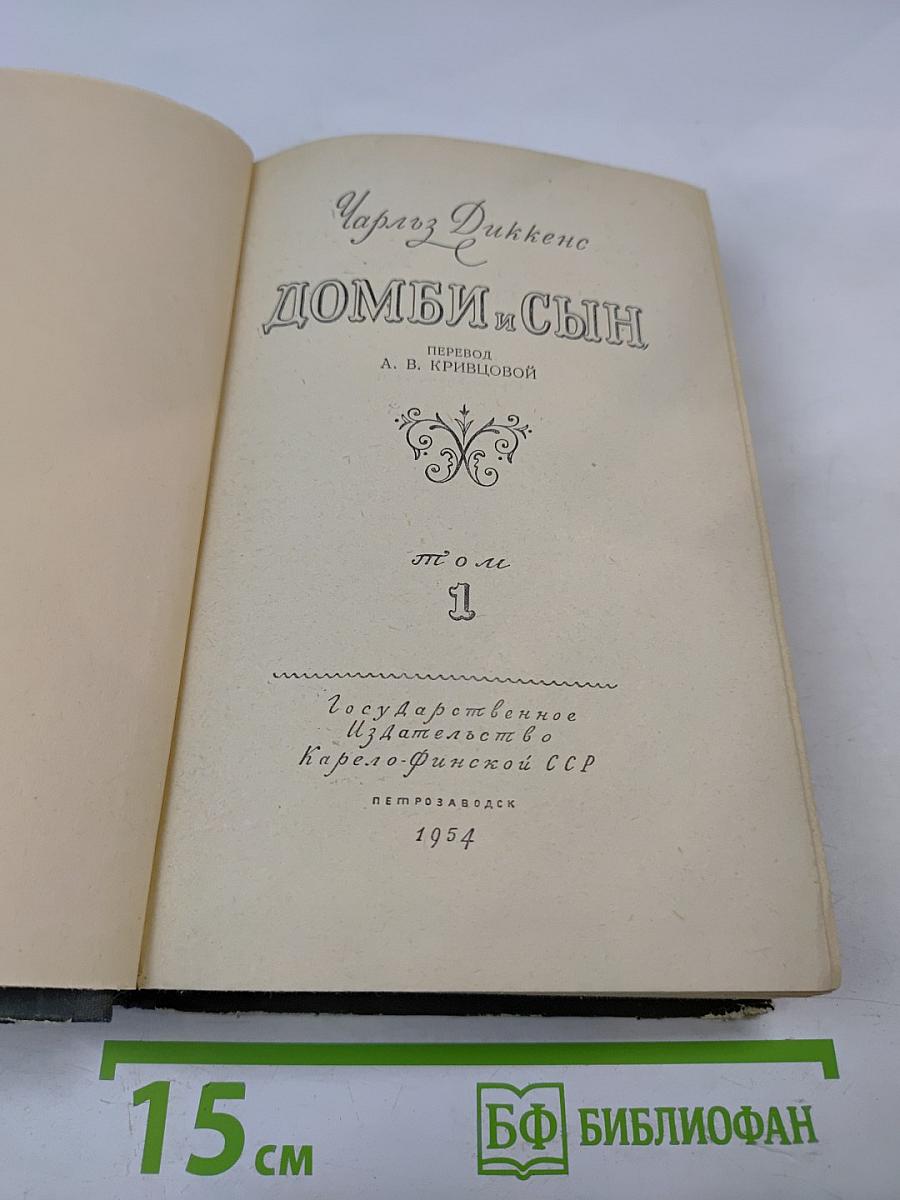 Чарльз Диккенс
ДОМБИ и СЫН
ПЕРЕВОД
А. В. КРИВЦОВОЙ
том
1
Государственное
Издательство
Карело-Финской ССР
ПЕТРОЗАВОДСК
1954
15 см
БФ БИБЛИОФАН